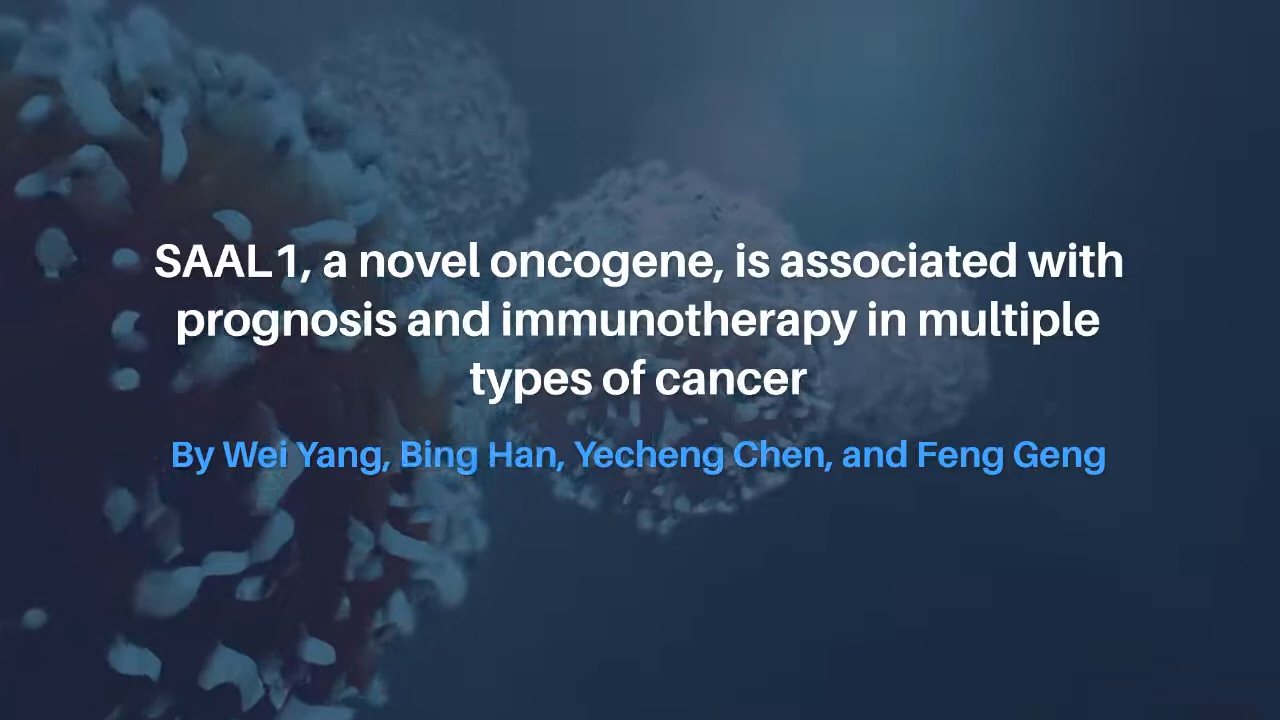 SAAL1, a novel oncogene, is associated with
prognosis and immunotherapy in multiple
types of cancer
By Wei Yang, Bing Han, Yecheng Chen, and Feng Geng